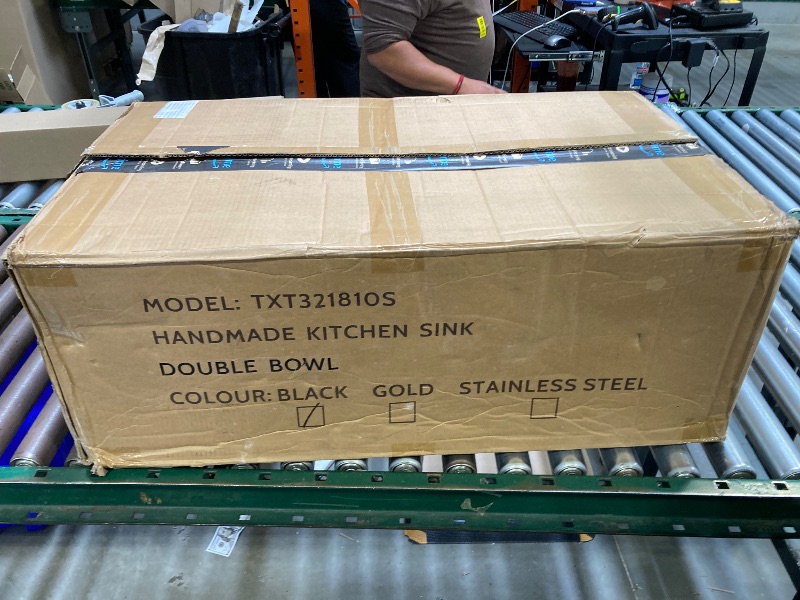 MODEL: TXT321810S
HANDMADE KITCHEN SINK
DOUBLE BOWL
COLOUR: BLACK GOLD STAINLESS STEEL